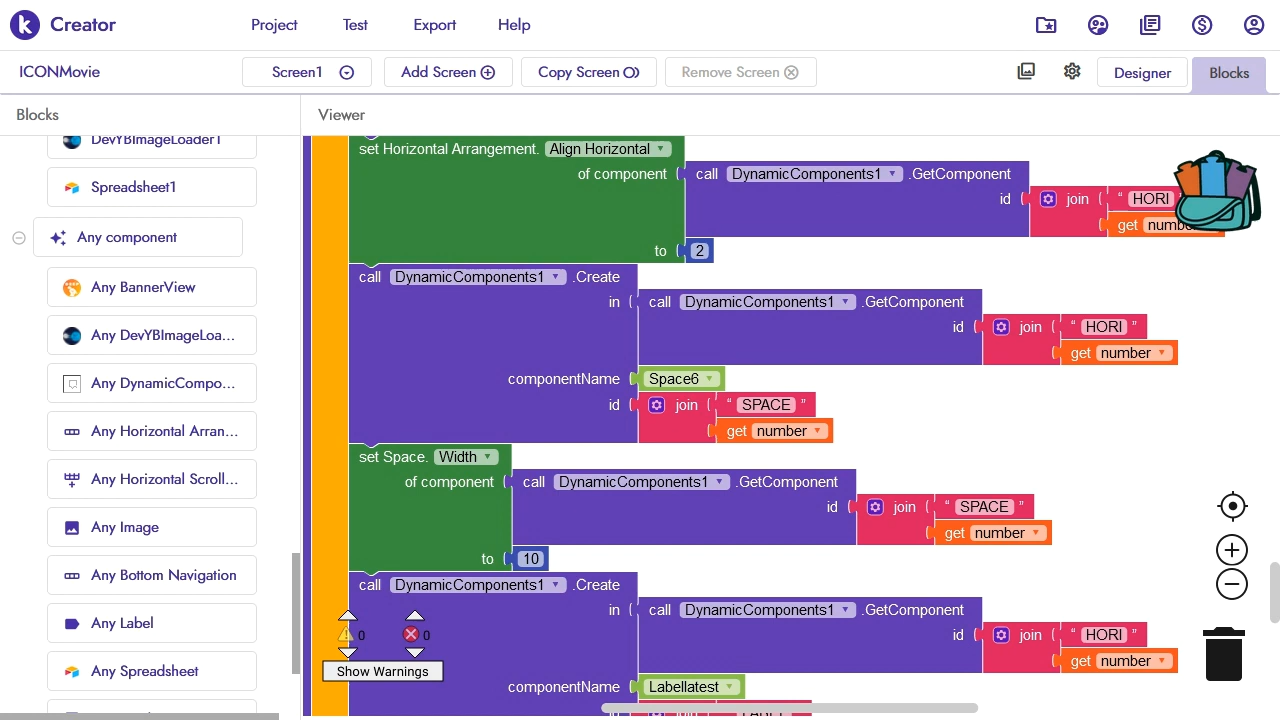 Creator
Project Test Export Help
ICONMovie Screen1 Add Screen Copy Screen Remove Screen Designer Blocks
Blocks
Viewer
DevYBImageLoader1
Spreadsheet1
Any component
Any BannerView
Any DevYBImageLoa...
Any DynamicCompo...
Any Horizontal Arran...
Any Horizontal Scroll...
Any Image
Any Bottom Navigation
Any Label
Any Spreadsheet
set Horizontal Arrangement. Align Horizontal
of component call DynamicComponents1 .GetComponent
id join “ HORI
get number
to 2
call DynamicComponents1 .Create
in call DynamicComponents1 .GetComponent
id join “ HORI ”
get number
componentName Space6
id join “ SPACE ”
get number
set Space. Width
of component call DynamicComponents1 .GetComponent
id join “ SPACE ”
get number
to 10
call DynamicComponents1 .Create
in call DynamicComponents1 .GetComponent
id join “ HORI ”
get number
componentName Labellatest
0 0
Show Warnings